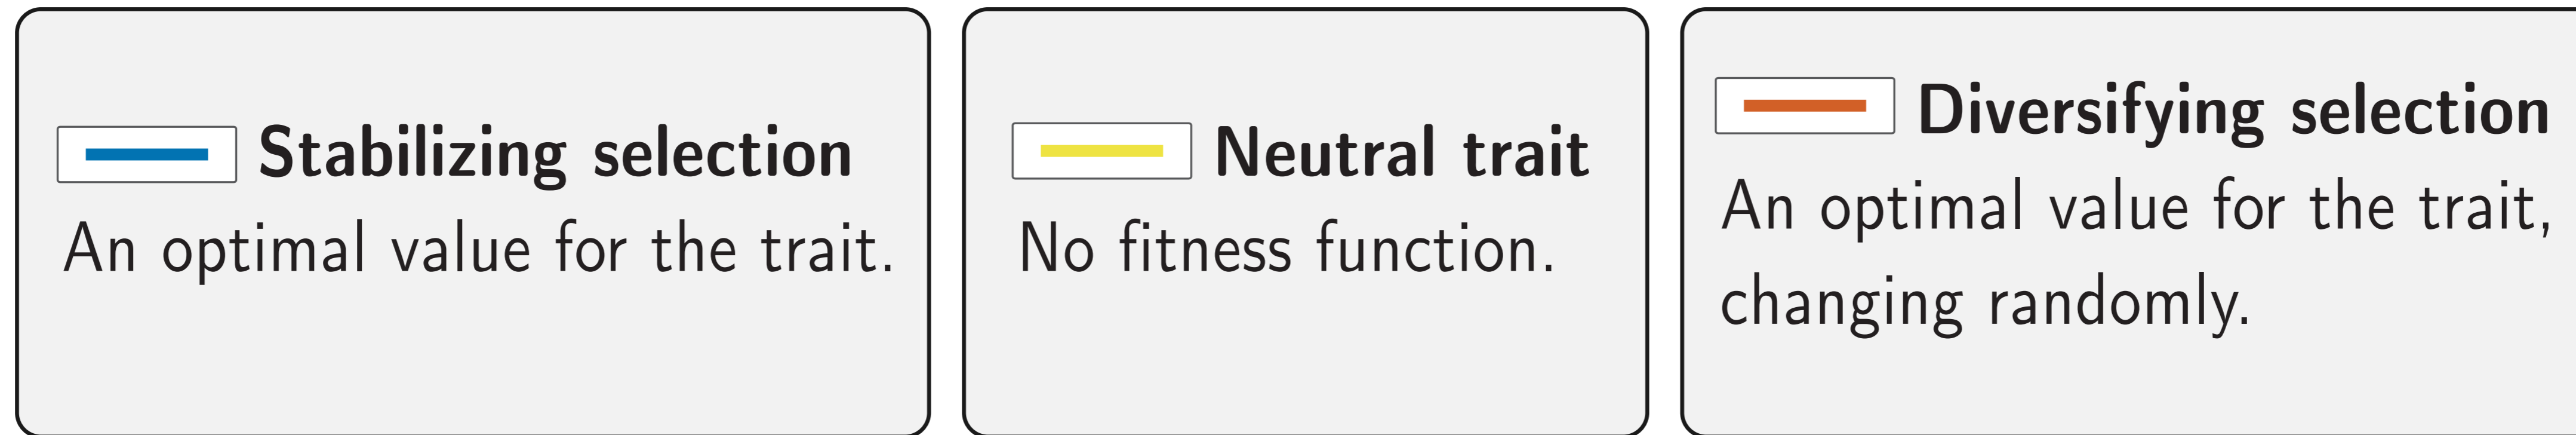 Stabilizing selection
An optimal value for the trait.
Neutral trait
No fitness function.
Diversifying selection
An optimal value for the trait,
changing randomly.